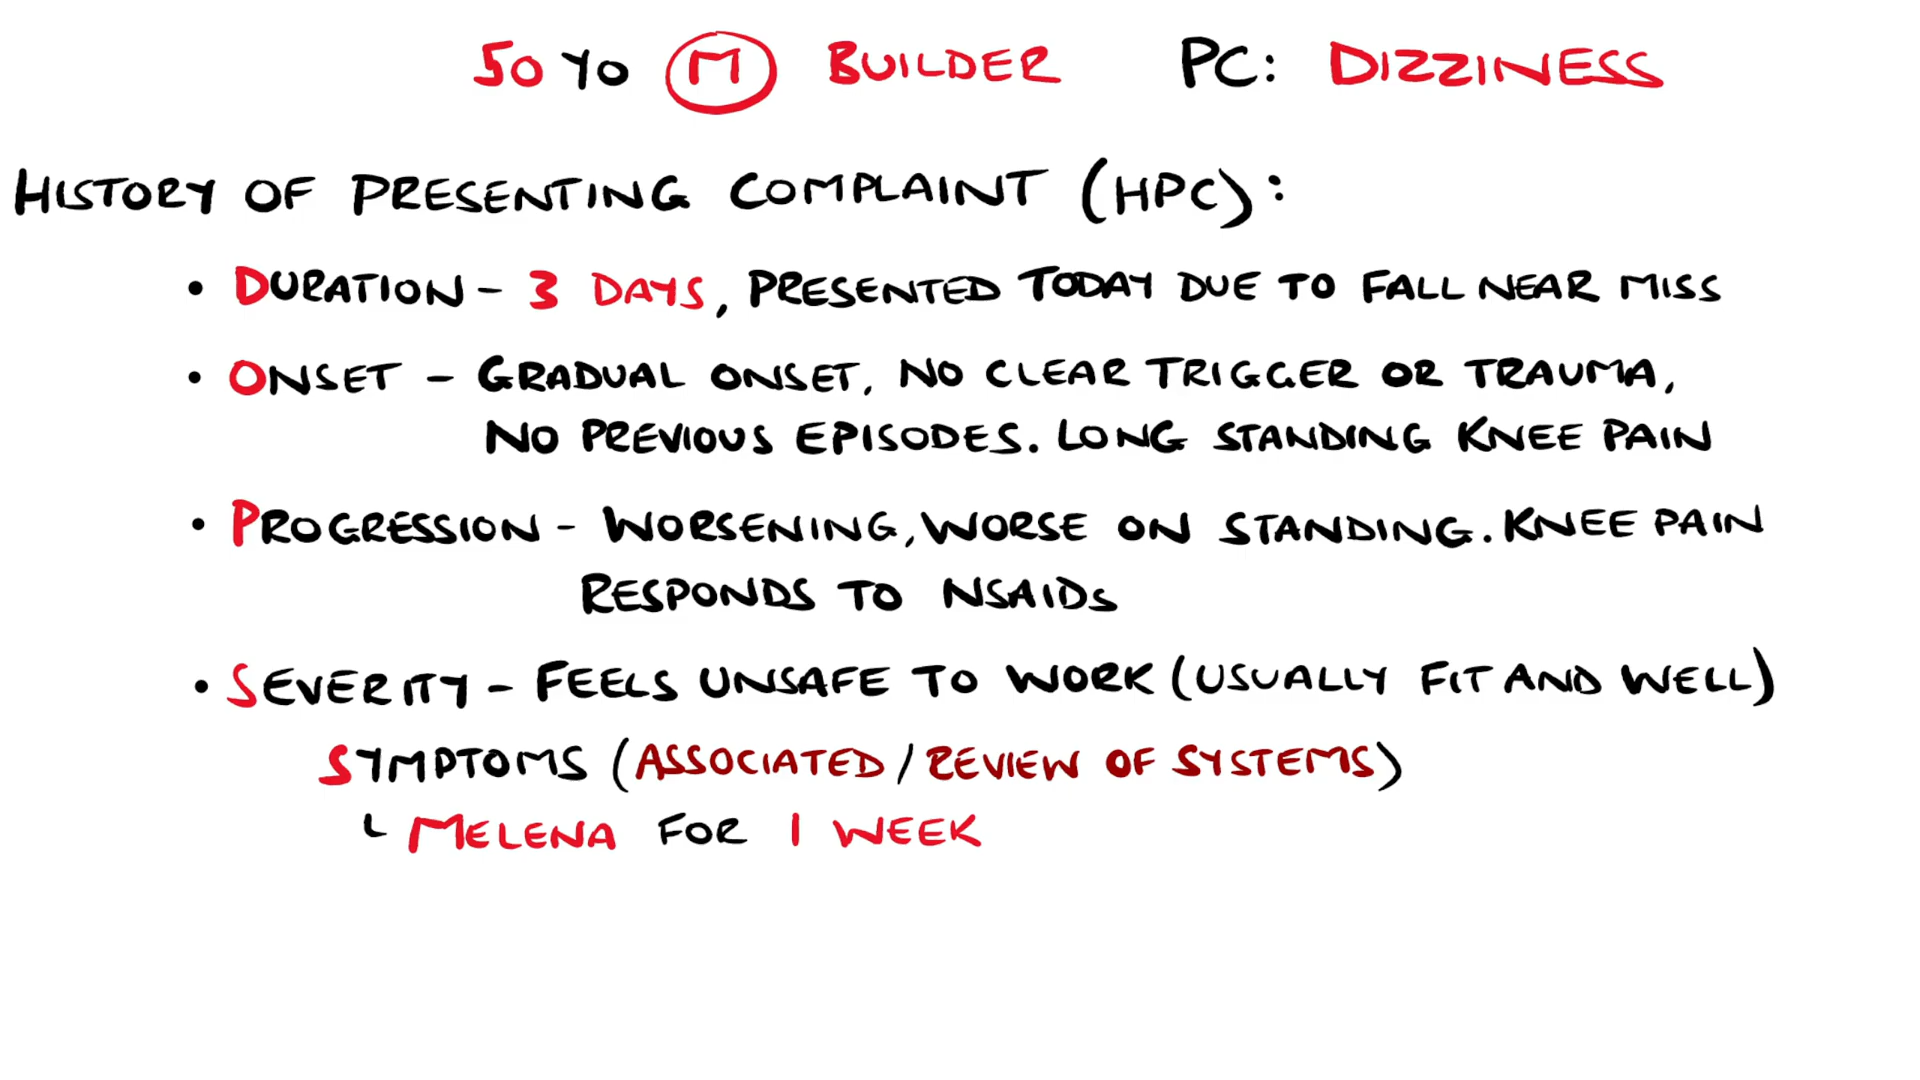 50 YO M BUILDER PC: DIZZINESS
HISTORY OF PRESENTING COMPLAINT (HPC):
• DURATION - 3 DAYS, PRESENTED TODAY DUE TO FALL NEAR MISS
• ONSET - GRADUAL ONSET, NO CLEAR TRIGGER OR TRAUMA,
NO PREVIOUS EPISODES. LONG STANDING KNEE PAIN
• PROGRESSION - WORSENING, WORSE ON STANDING. KNEE PAIN
RESPONDS TO NSAIDs
• SEVERITY - FEELS UNSAFE TO WORK (USUALLY FIT AND WELL)
SYMPTOMS (ASSOCIATED / REVIEW OF SYSTEMS)
└ MELENA FOR 1 WEEK